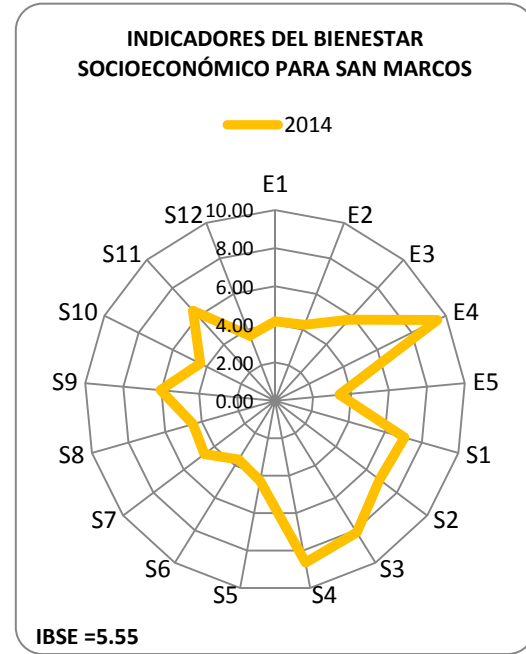 INDICADORES DEL BIENESTAR
SOCIOECONÓMICO PARA SAN MARCOS
2014
E1
S12
10.00
E2
S11
8.00
E3
6.00
S10
E4
4.00
2.00
S9
0.00
E5
S8
S1
S7
S2
S6
S3
S5
S4
IBSE =5.55